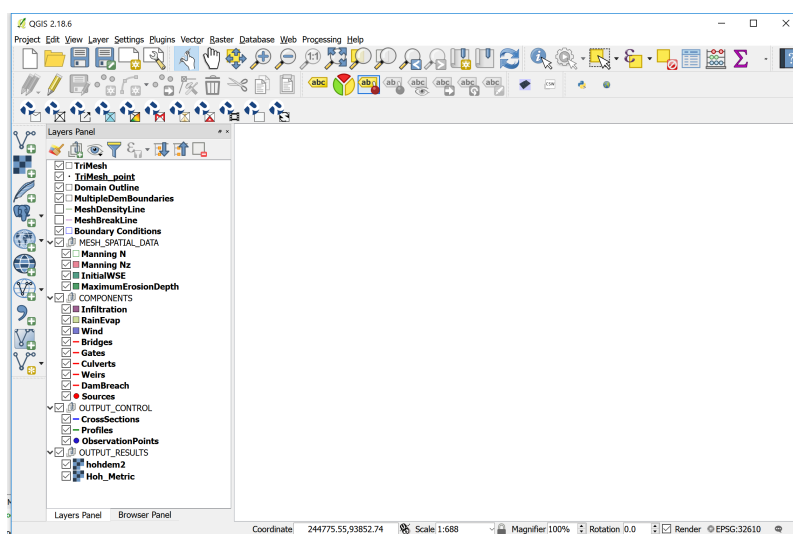 QGIS 2.18.6
Project Edit View Layer Settings Plugins Vector Raster Database Web Processing Help
1:1
abc abc abc abc abc abc abc CSW
Layers Panel
TriMesh
TriMesh_point
Domain Outline
MultipleDemBoundaries
MeshDensityLine
MeshBreakLine
Boundary Conditions
MESH_SPATIAL_DATA
Manning N
Manning Nz
InitialWSE
MaximumErosionDepth
COMPONENTS
Infiltration
RainEvap
Wind
Bridges
Gates
Culverts
Weirs
DamBreach
Sources
OUTPUT_CONTROL
CrossSections
Profiles
ObservationPoints
OUTPUT_RESULTS
hohdem2
Hoh_Metric
Layers Panel Browser Panel
Coordinate 244775.55,93852.74 Scale 1:688 Magnifier 100% Rotation 0.0 Render EPSG:32610